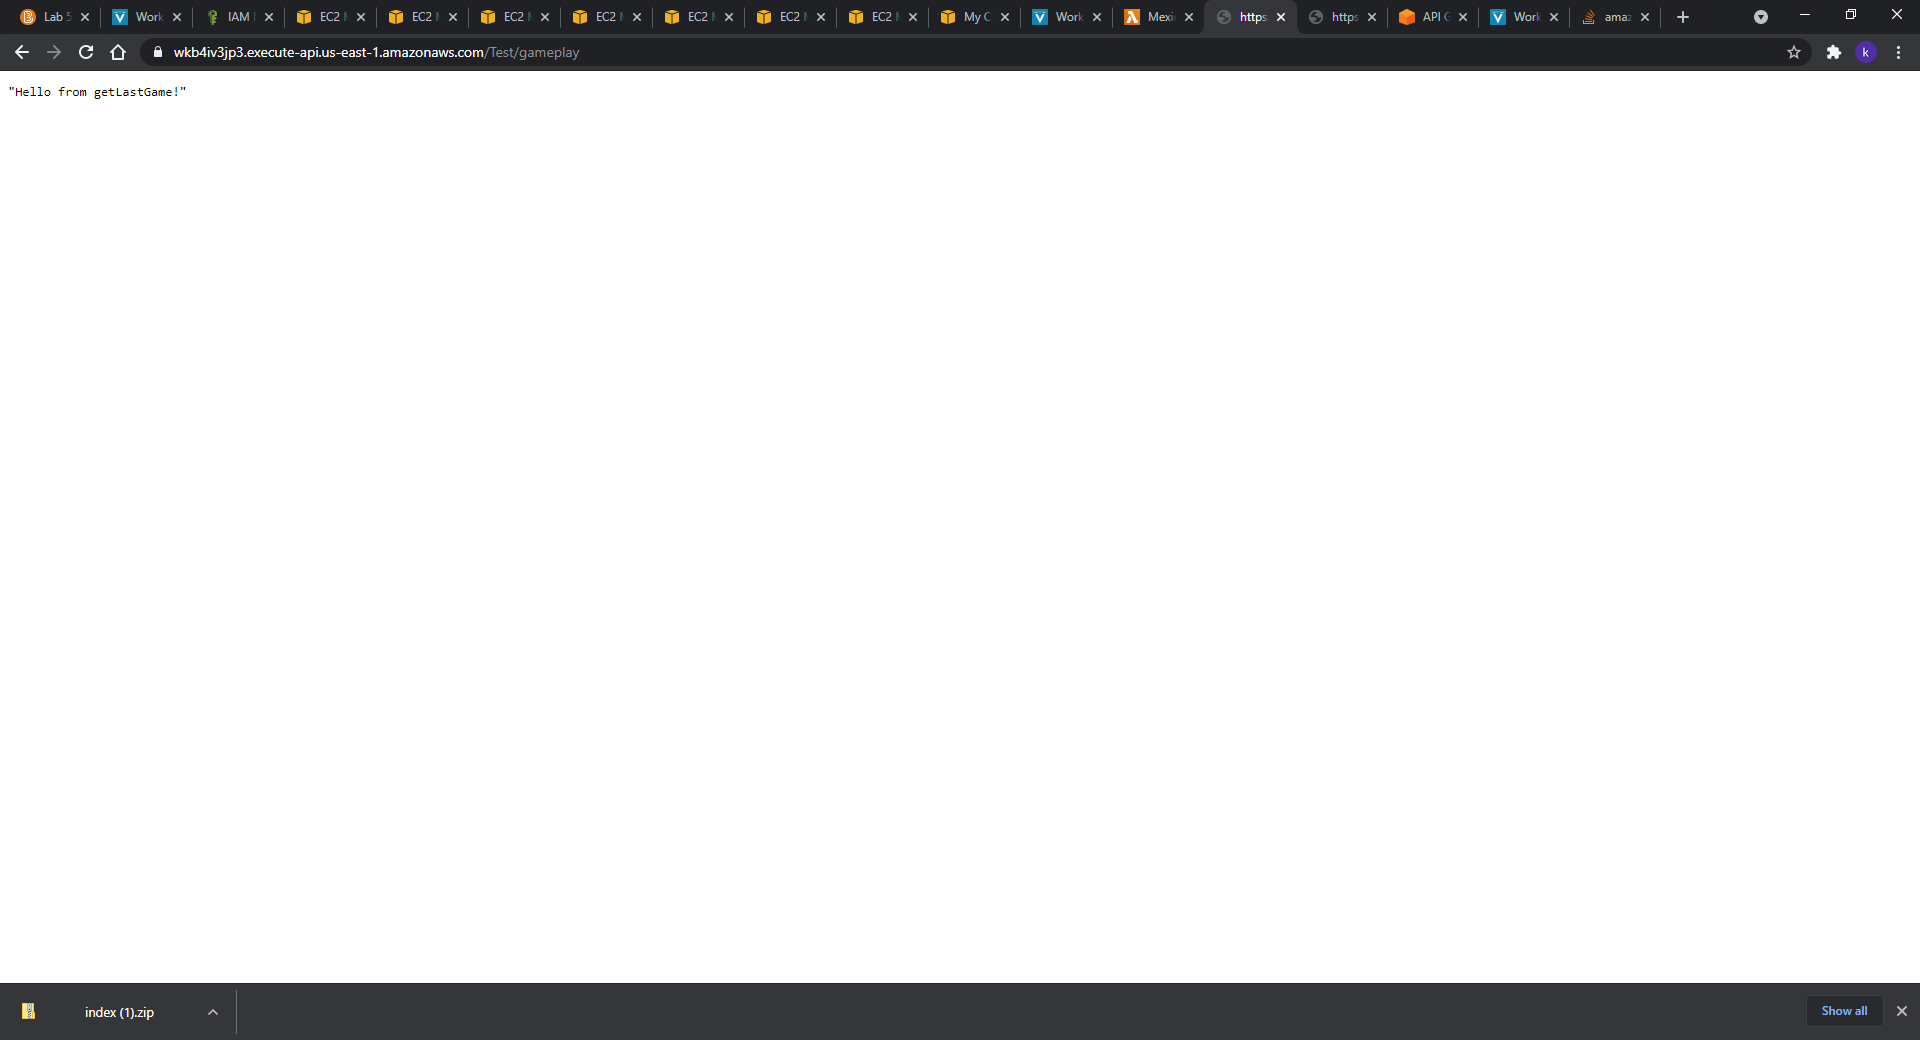 Lab 5
Work
IAM
EC2
EC2
EC2
EC2
EC2
EC2
EC2
My C
Work
Mexi
https
https
API G
Work
amaz
wkb4iv3jp3.execute-api.us-east-1.amazonaws.com/Test/gameplay
k
"Hello from getLastGame!"
index (1).zip
Show all